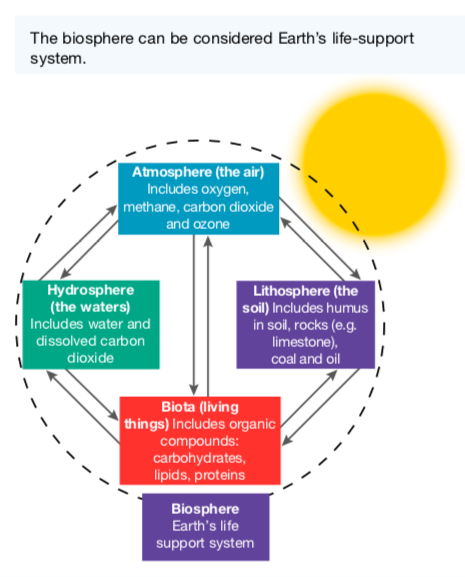 The biosphere can be considered Earth's life-support
system.
Atmosphere (the air)
Includes oxygen,
methane, carbon dioxide
and ozone
Hydrosphere
(the waters)
Includes water and
dissolved carbon
dioxide
Lithosphere (the
soil) Includes humus
in soil, rocks (e.g.
limestone),
coal and oil
Biota (living
things) Includes organic
compounds:
carbohydrates,
lipids, proteins
Biosphere
Earth's life
support system